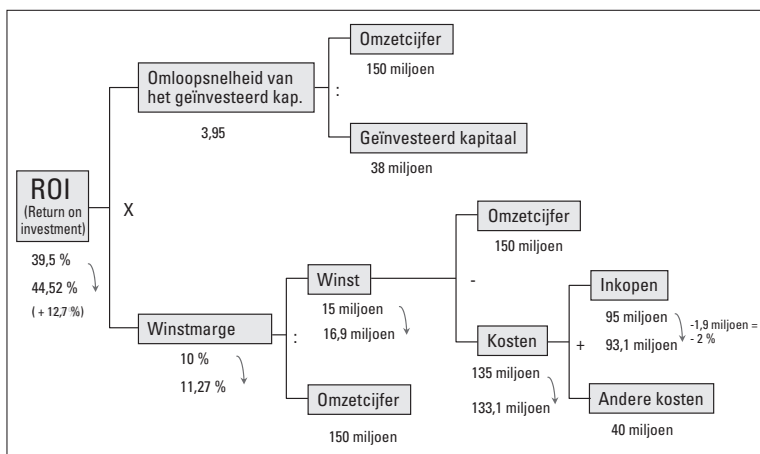 Omzetcijfer
150 miljoen
Omloopsnelheid van
het geïnvesteerd kap.
3,95
:
Geïnvesteerd kapitaal
38 miljoen
ROI
(Return on
investment)
39,5 %
44,52 %
( + 12,7 %)
X
Winstmarge
10 %
11,27 %
:
Winst
15 miljoen
16,9 miljoen
Omzetcijfer
150 miljoen
-
Omzetcijfer
150 miljoen
Kosten
135 miljoen
133,1 miljoen
+
Inkopen
95 miljoen
93,1 miljoen
-1,9 miljoen =
- 2 %
Andere kosten
40 miljoen